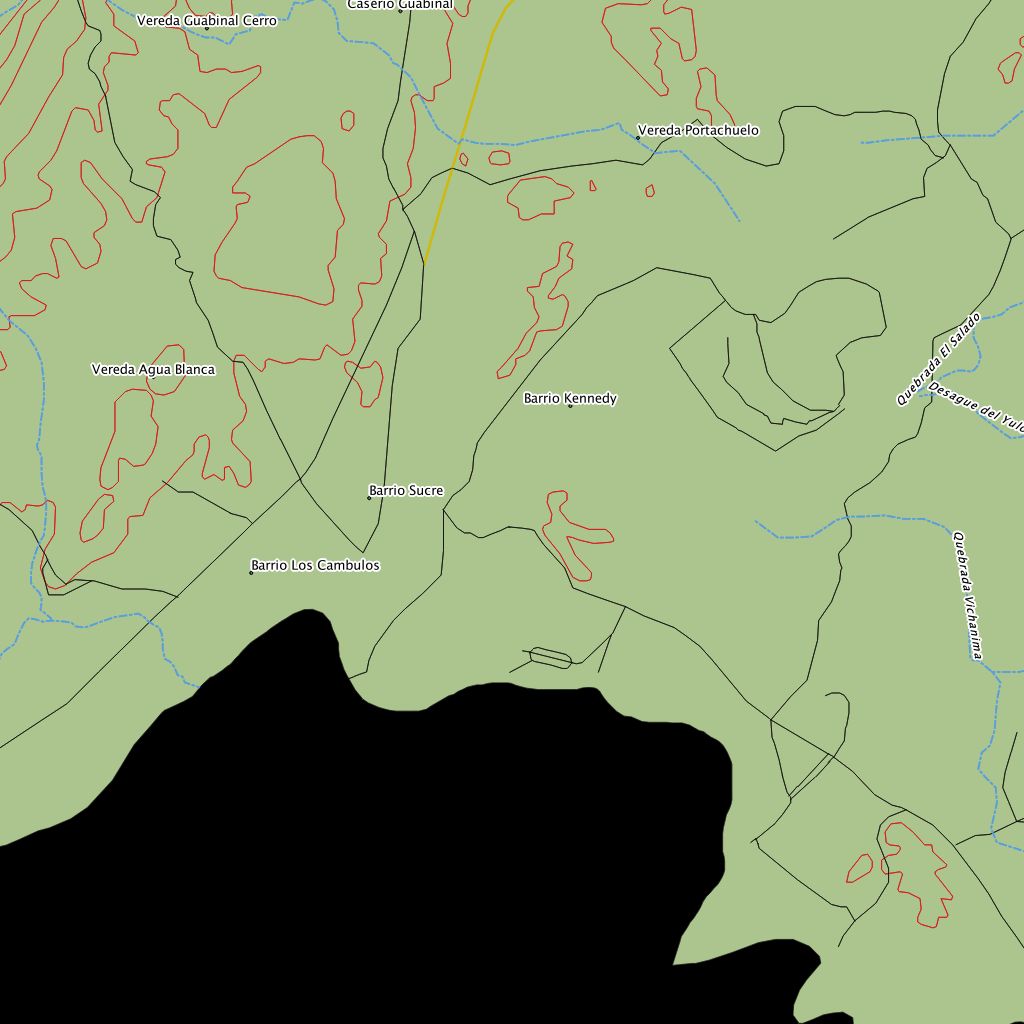 Caserio Guabinal
Vereda Guabinal Cerro
Vereda Portachuelo
Quebrada El Salado
Vereda Agua Blanca
Desague del Yulo
Barrio Kennedy
Barrio Sucre
Quebrada Vichanima
Barrio Los Cambulos